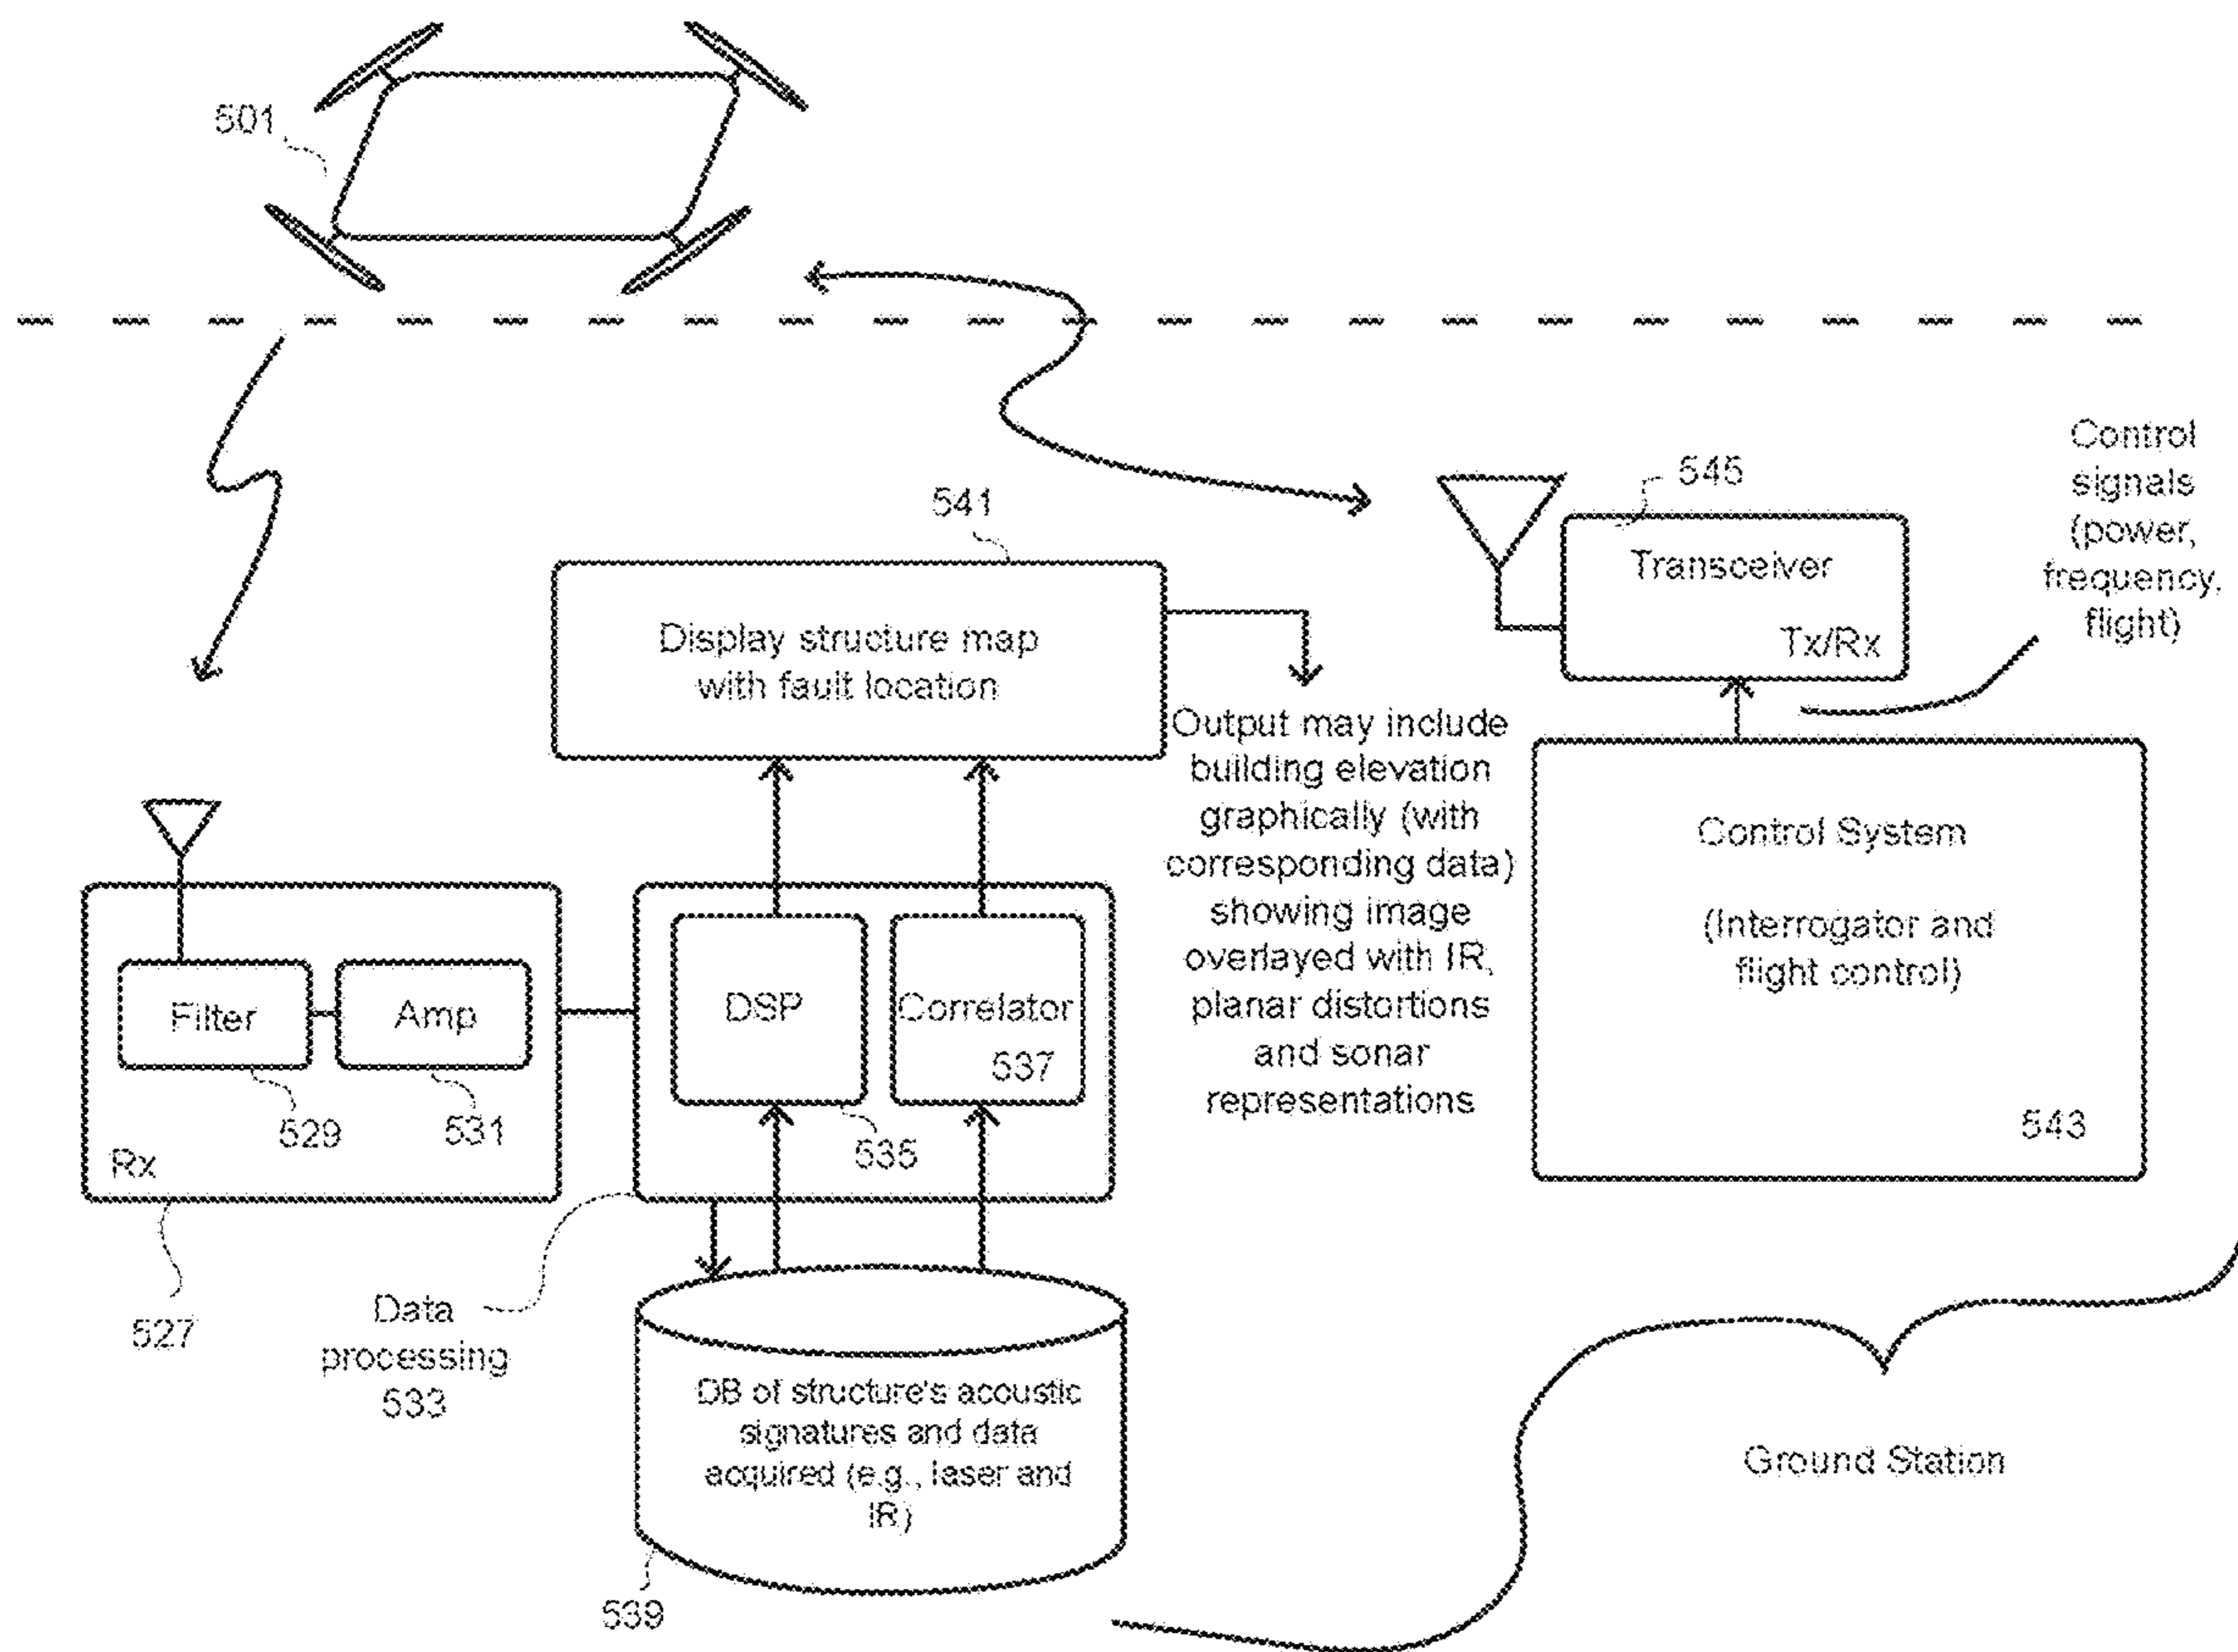 501
541
545
Control
signals
(power,
frequency,
flight)
Transceiver
Tx/Rx
Display structure map
with fault location
Output may include
building elevation
graphically (with
corresponding data)
showing image
overlayed with IR,
planar distortions
and sonar
representations
Control System
(Interrogator and
flight control)
543
Filter
Amp
529
531
Rx
527
DSP
535
Correlator
537
Data
processing
533
DB of structure's acoustic
signatures and data
acquired (e.g., laser and
IR)
539
Ground Station